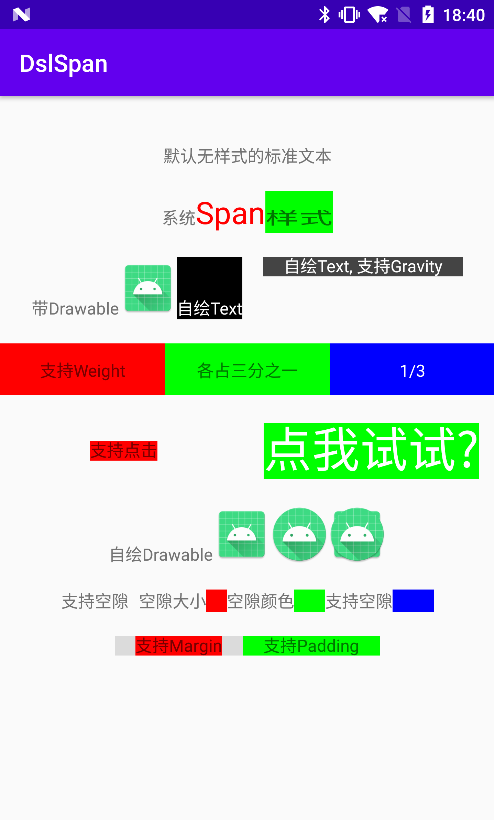 18:40
DslSpan
默认无样式的标准文本
系统Span样式
带Drawable 自绘Text 自绘Text, 支持Gravity
支持Weight 各占三分之一 1/3
支持点击 点我试试?
自绘Drawable
支持空隙 空隙大小 空隙颜色 支持空隙
支持Margin 支持Padding